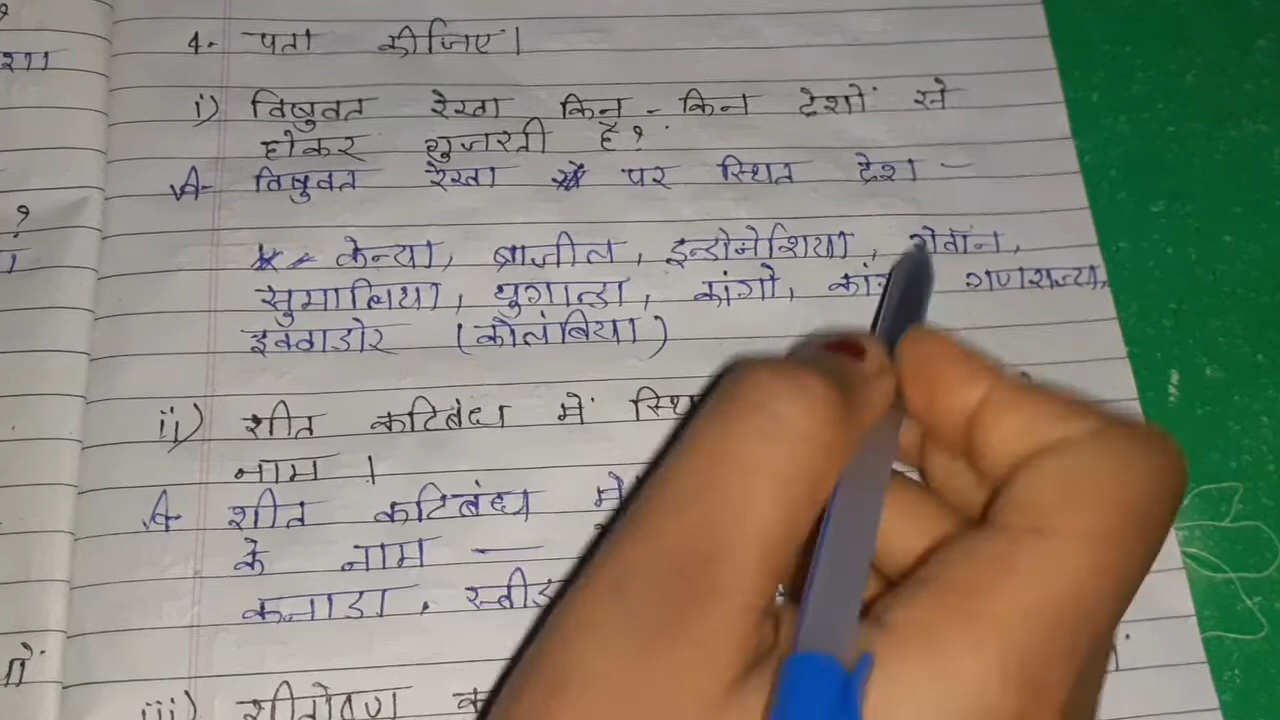 4. पता कीजिए।
i) विषुवत रेखा किन - किन देशों से
होकर गुजरती है?
A- विषुवत रेखा पर स्थित देश -
केन्या, ब्राजील, इन्डोनेशिया,
सुमालिया, युगान्डा, कांगो, गणराज्य,
इक्वाडोर (कोलंबिया)
ii) शीत कटिबंध में
नाम ।
A शीत कटिबंध में
के नाम —
कनाडा,
iii)